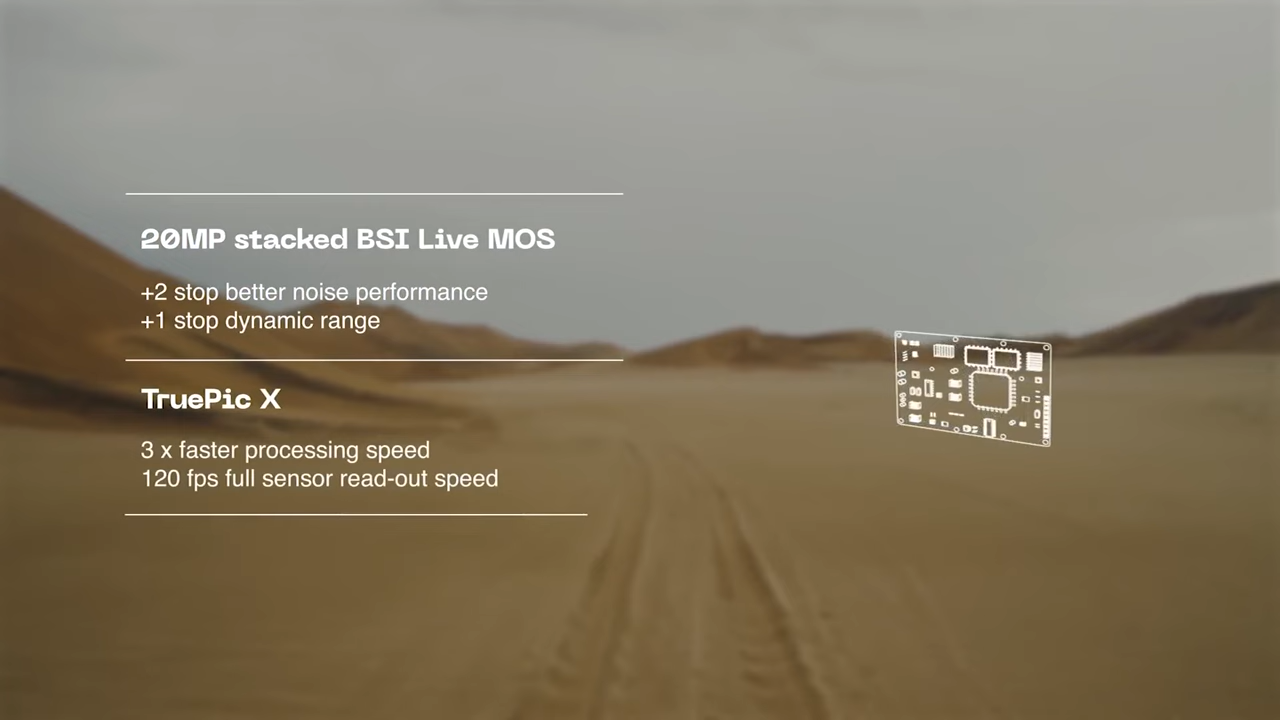 20MP stacked BSI Live MOS
+2 stop better noise performance
+1 stop dynamic range
TruePic X
3 x faster processing speed
120 fps full sensor read-out speed